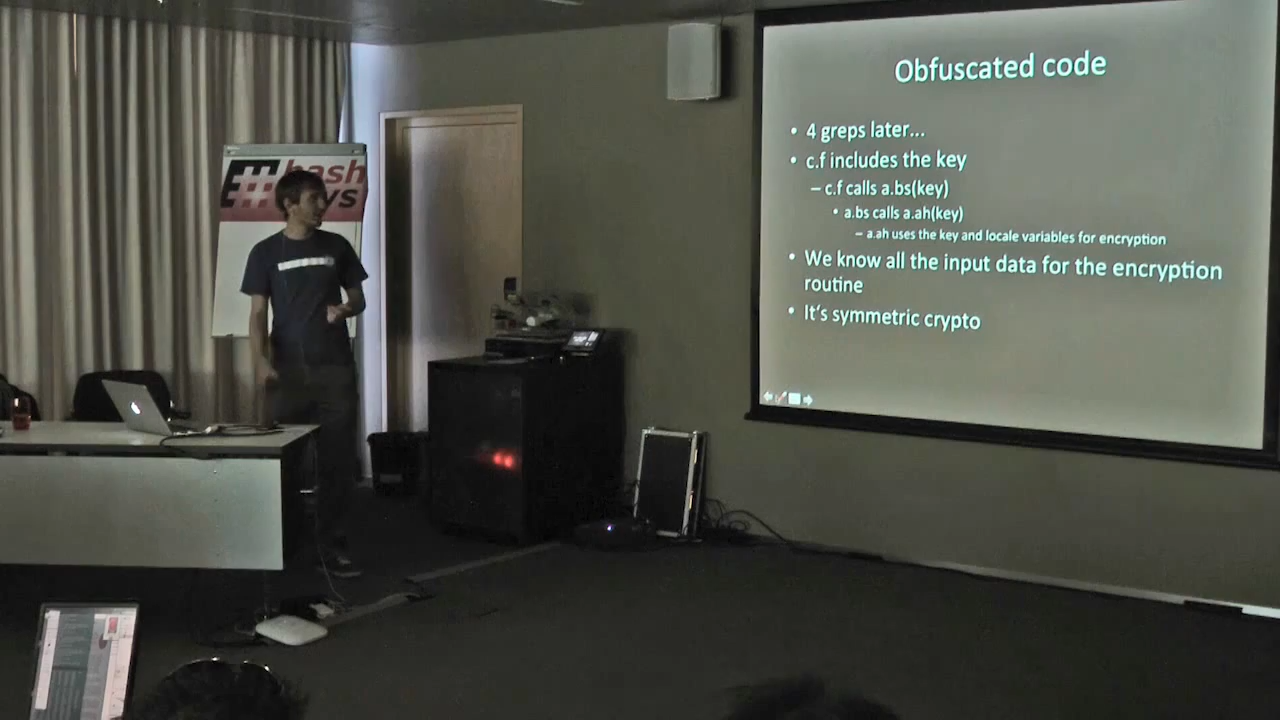 Obfuscated code
• 4 greps later...
• c.f includes the key
– c.f calls a.bs(key)
• a.bs calls a.ah(key)
– a.ah uses the key and locale variables for encryption
• We know all the input data for the encryption
routine
• It's symmetric crypto
hash
ys